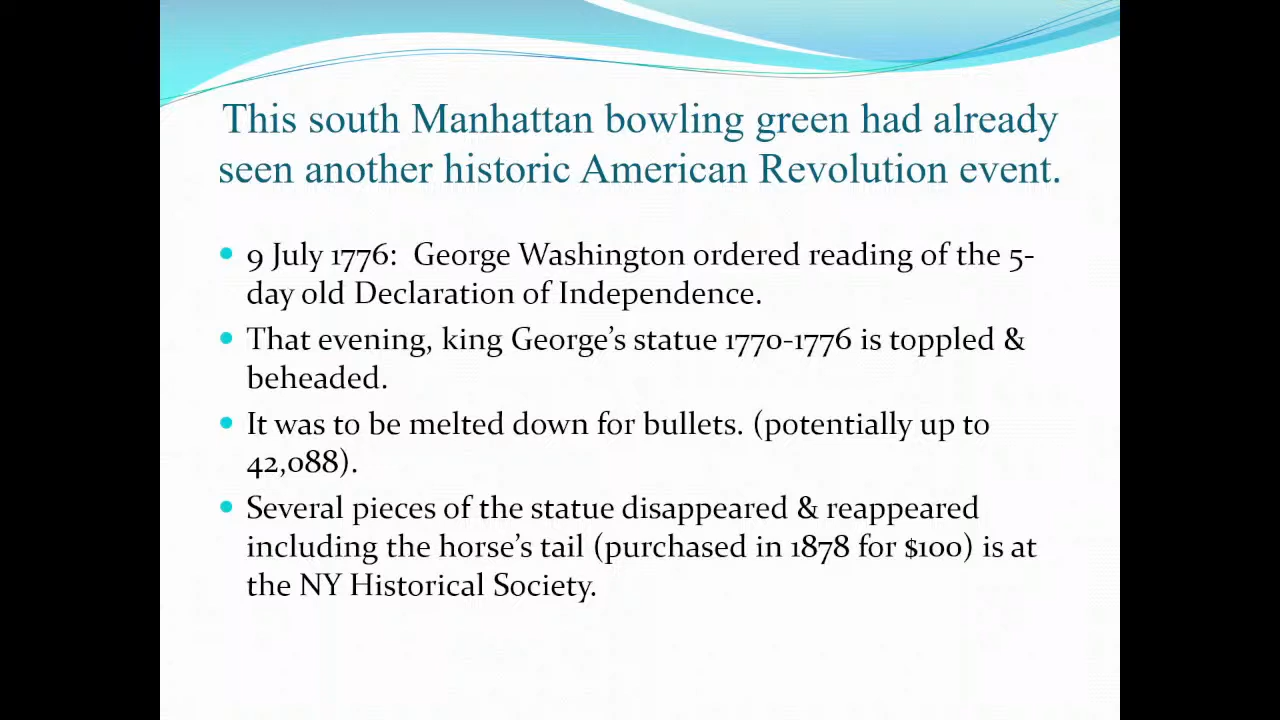 This south Manhattan bowling green had already
seen another historic American Revolution event.
• 9 July 1776:  George Washington ordered reading of the 5-
day old Declaration of Independence.
• That evening, king George’s statue 1770-1776 is toppled &
beheaded.
• It was to be melted down for bullets. (potentially up to
42,088).
• Several pieces of the statue disappeared & reappeared
including the horse’s tail (purchased in 1878 for $100) is at
the NY Historical Society.